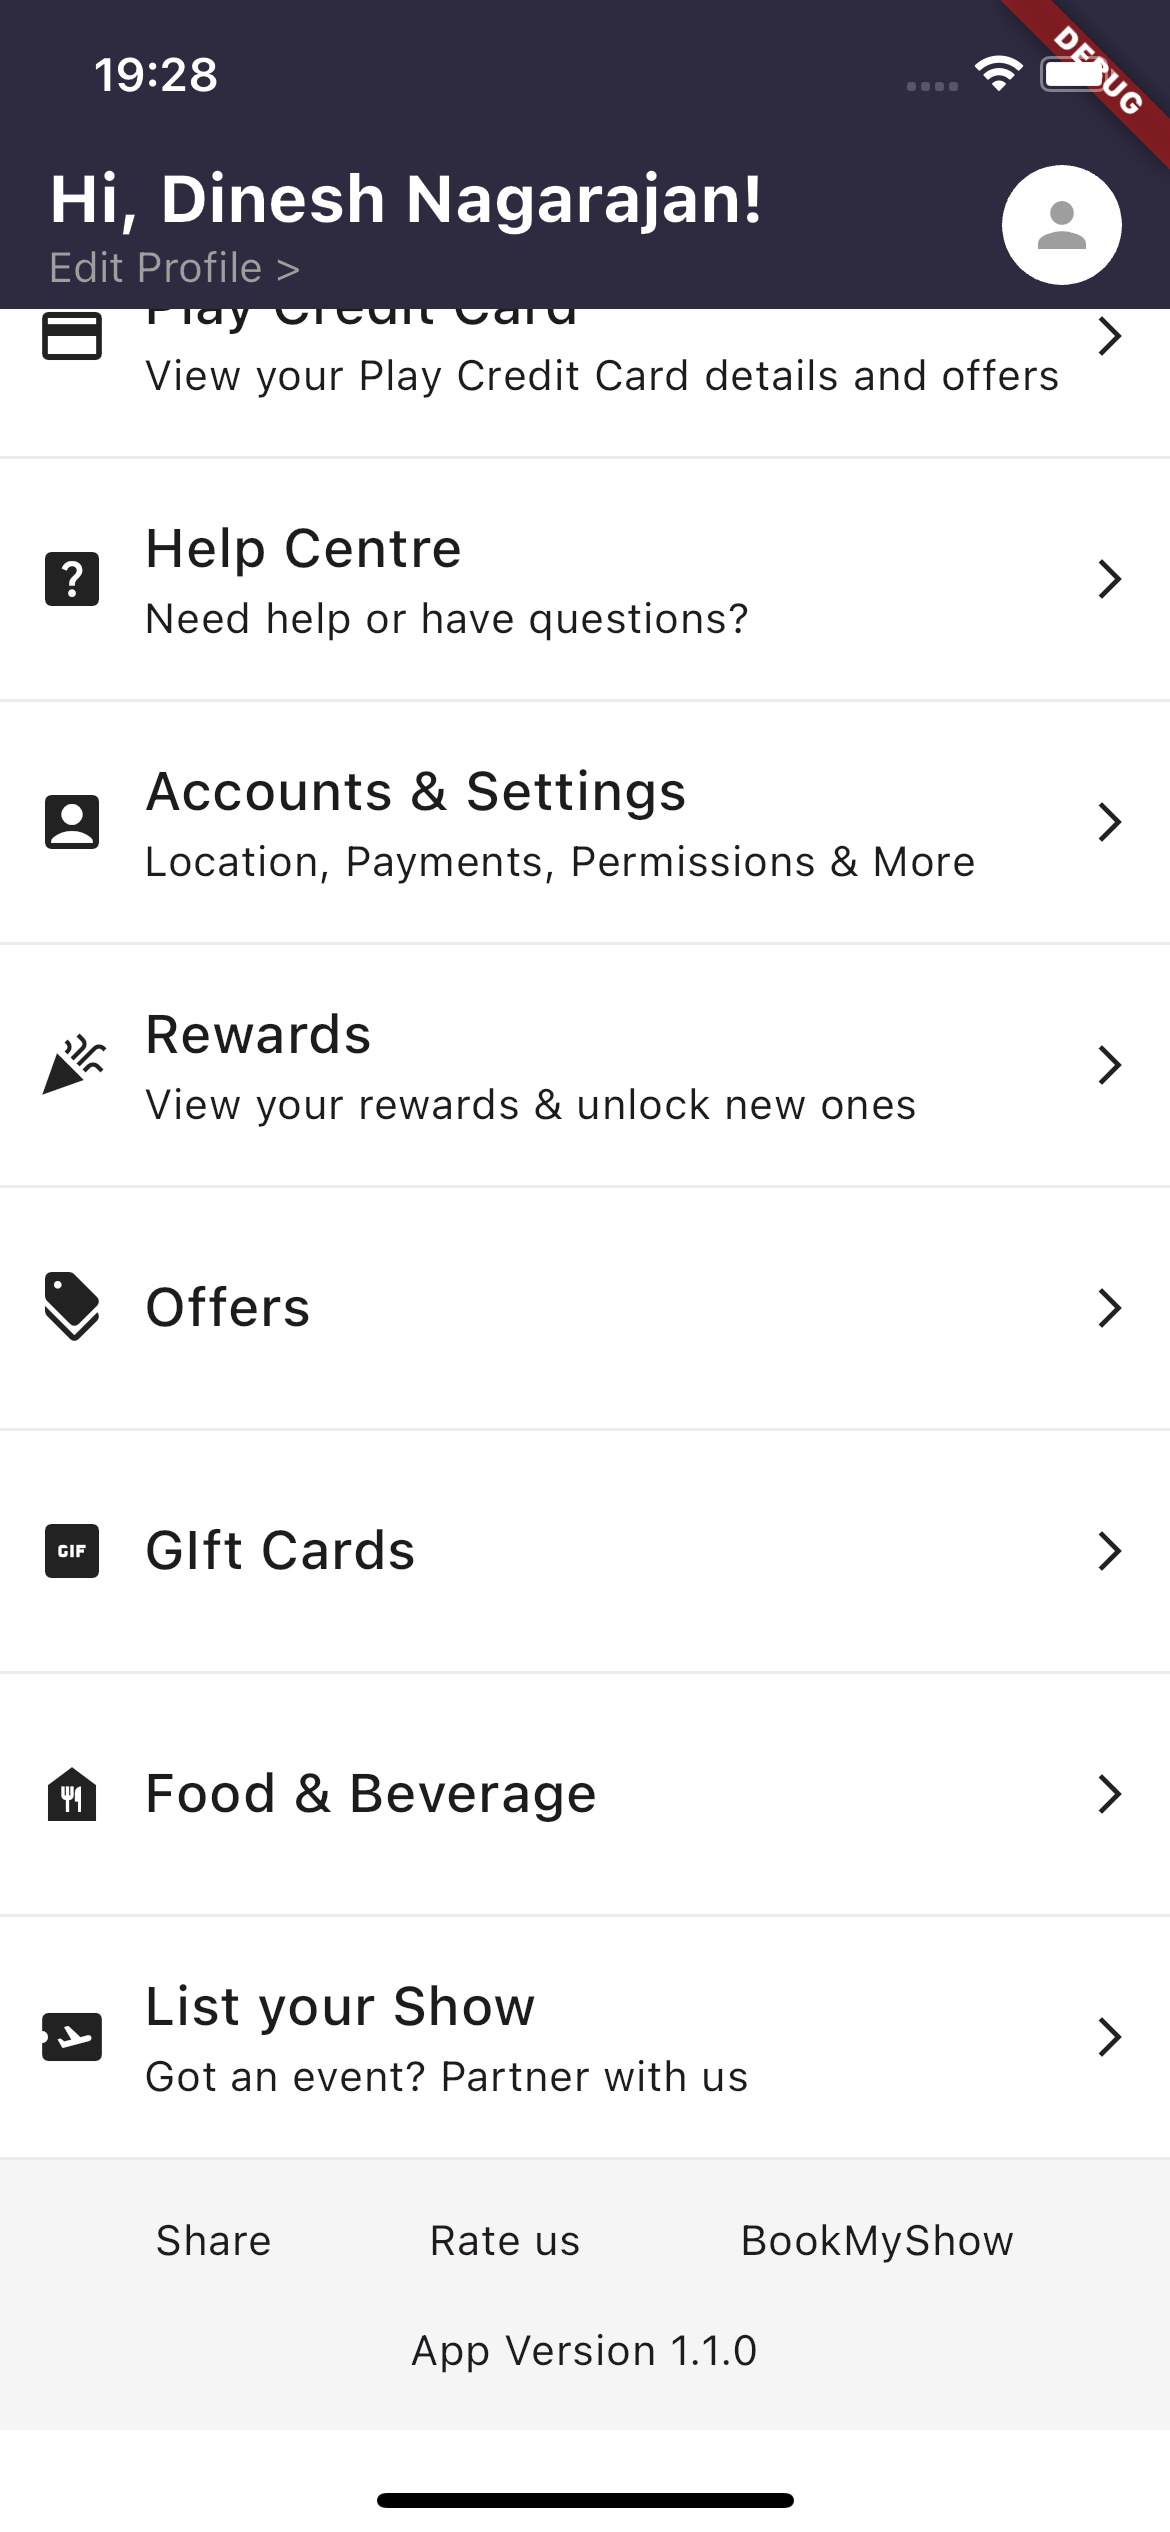 19:28
DEBUG
Hi, Dinesh Nagarajan!
Edit Profile >
Play Credit Card
View your Play Credit Card details and offers
Help Centre
Need help or have questions?
Accounts & Settings
Location, Payments, Permissions & More
Rewards
View your rewards & unlock new ones
Offers
GIF
GIft Cards
Food & Beverage
List your Show
Got an event? Partner with us
Share
Rate us
BookMyShow
App Version 1.1.0